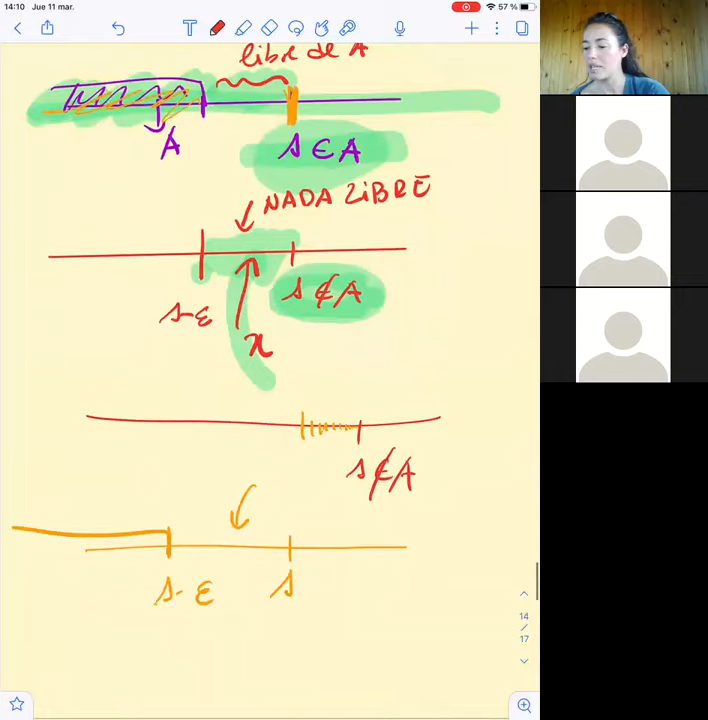 14:10 Jue 11 mar.
57 %
libre de A
A
s ∈ A
NADA LIBRE
s-ε
s ∉ A
x
s ∉ A
s-ε
s
14
/
17